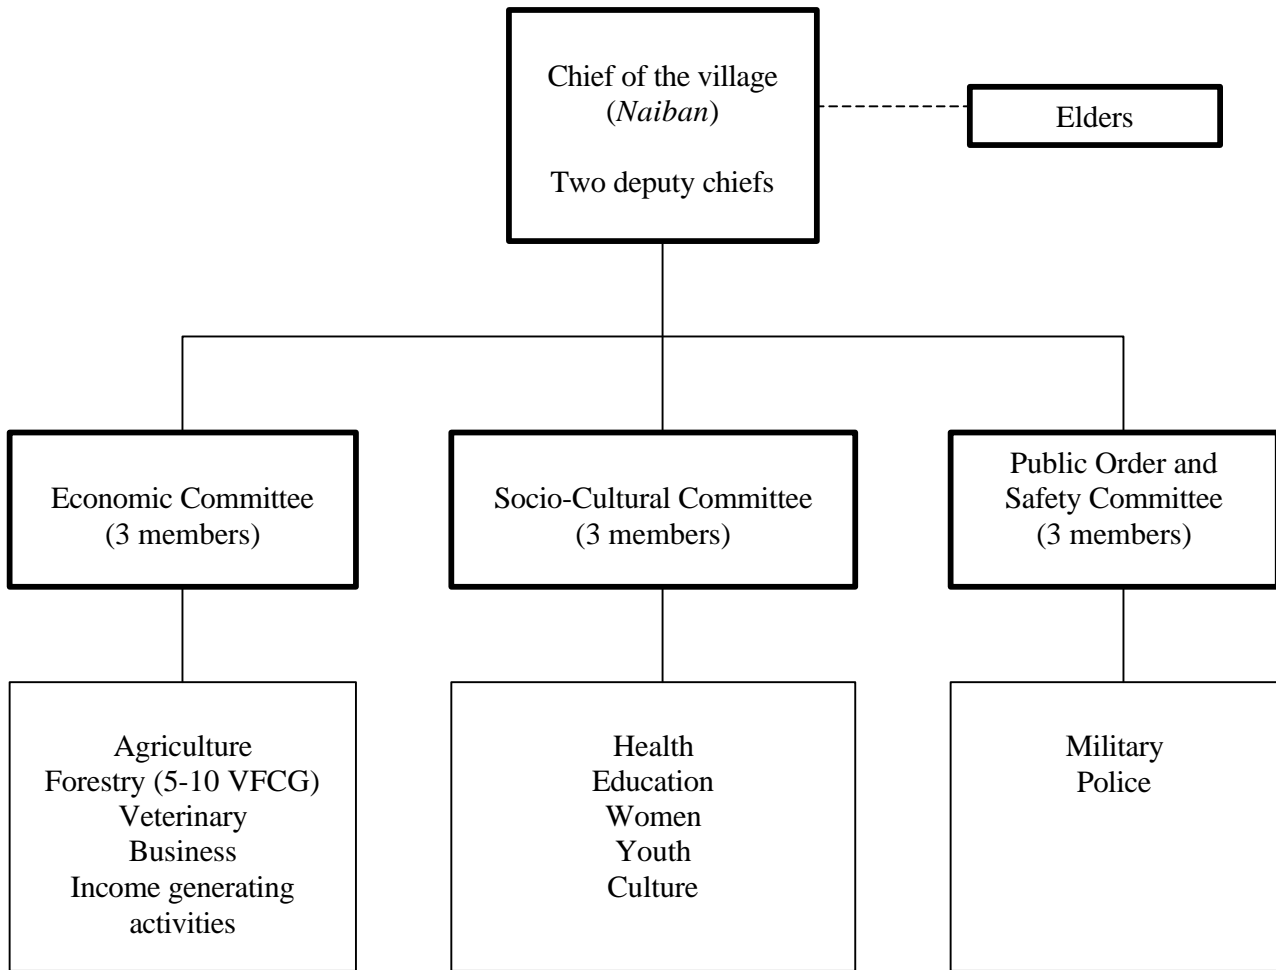 Chief of the village
(Naiban)
Two deputy chiefs
Elders
Economic Committee
(3 members)
Socio-Cultural Committee
(3 members)
Public Order and
Safety Committee
(3 members)
Agriculture
Forestry (5-10 VFCG)
Veterinary
Business
Income generating
activities
Health
Education
Women
Youth
Culture
Military
Police